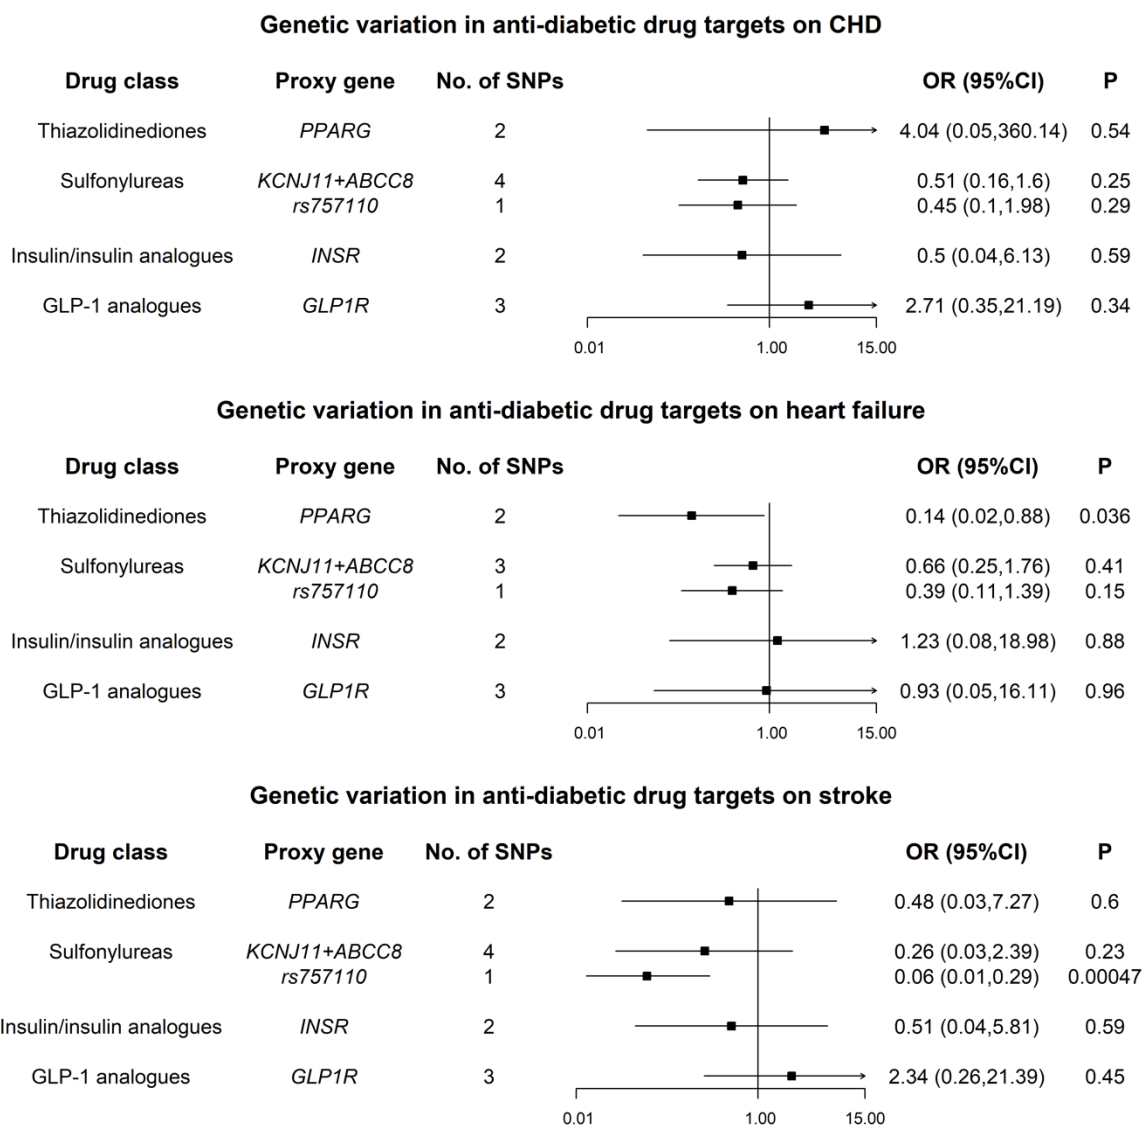 Genetic variation in anti-diabetic drug targets on CHD
Drug class Proxy gene No. of SNPs OR (95%CI) P
Thiazolidinediones PPARG 2 4.04 (0.05,360.14) 0.54
Sulfonylureas KCNJ11+ABCC8 4 0.51 (0.16,1.6) 0.25
rs757110 1 0.45 (0.1,1.98) 0.29
Insulin/insulin analogues INSR 2 0.5 (0.04,6.13) 0.59
GLP-1 analogues GLP1R 3 2.71 (0.35,21.19) 0.34
0.01 1.00 15.00
Genetic variation in anti-diabetic drug targets on heart failure
Drug class Proxy gene No. of SNPs OR (95%CI) P
Thiazolidinediones PPARG 2 0.14 (0.02,0.88) 0.036
Sulfonylureas KCNJ11+ABCC8 3 0.66 (0.25,1.76) 0.41
rs757110 1 0.39 (0.11,1.39) 0.15
Insulin/insulin analogues INSR 2 1.23 (0.08,18.98) 0.88
GLP-1 analogues GLP1R 3 0.93 (0.05,16.11) 0.96
0.01 1.00 15.00
Genetic variation in anti-diabetic drug targets on stroke
Drug class Proxy gene No. of SNPs OR (95%CI) P
Thiazolidinediones PPARG 2 0.48 (0.03,7.27) 0.6
Sulfonylureas KCNJ11+ABCC8 4 0.26 (0.03,2.39) 0.23
rs757110 1 0.06 (0.01,0.29) 0.00047
Insulin/insulin analogues INSR 2 0.51 (0.04,5.81) 0.59
GLP-1 analogues GLP1R 3 2.34 (0.26,21.39) 0.45
0.01 1.00 15.00